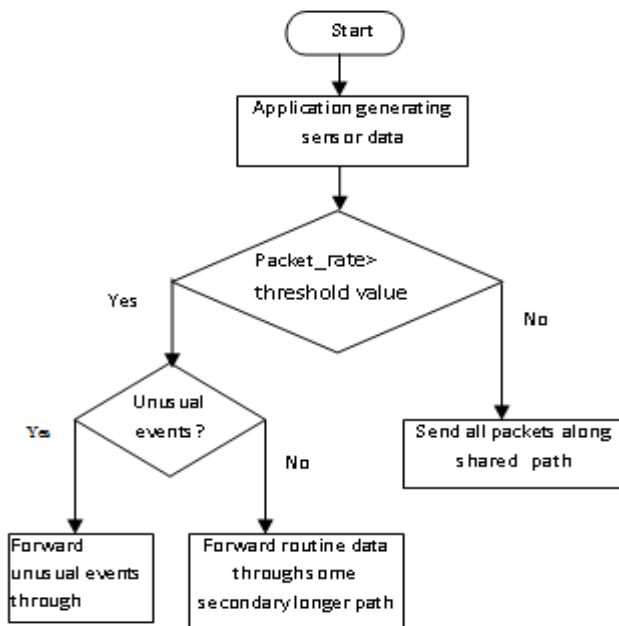 Start
Application generating
sensor data
Packet_rate>
threshold value
Yes
No
Unusual
events?
Yes
No
Send all packets along
shared path
Forward
unusual events
through
Forward routine data
through some
secondary longer path